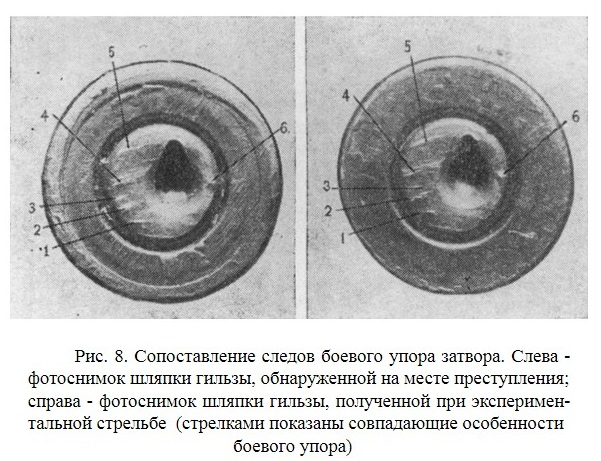 5
4
6
3
2
1
5
4
6
3
2
1
Рис. 8. Сопоставление следов боевого упора затвора. Слева -
фотоснимок шляпки гильзы, обнаруженной на месте преступления;
справа - фотоснимок шляпки гильзы, полученной при эксперимен-
тальной стрельбе (стрелками показаны совпадающие особенности
боевого упора)